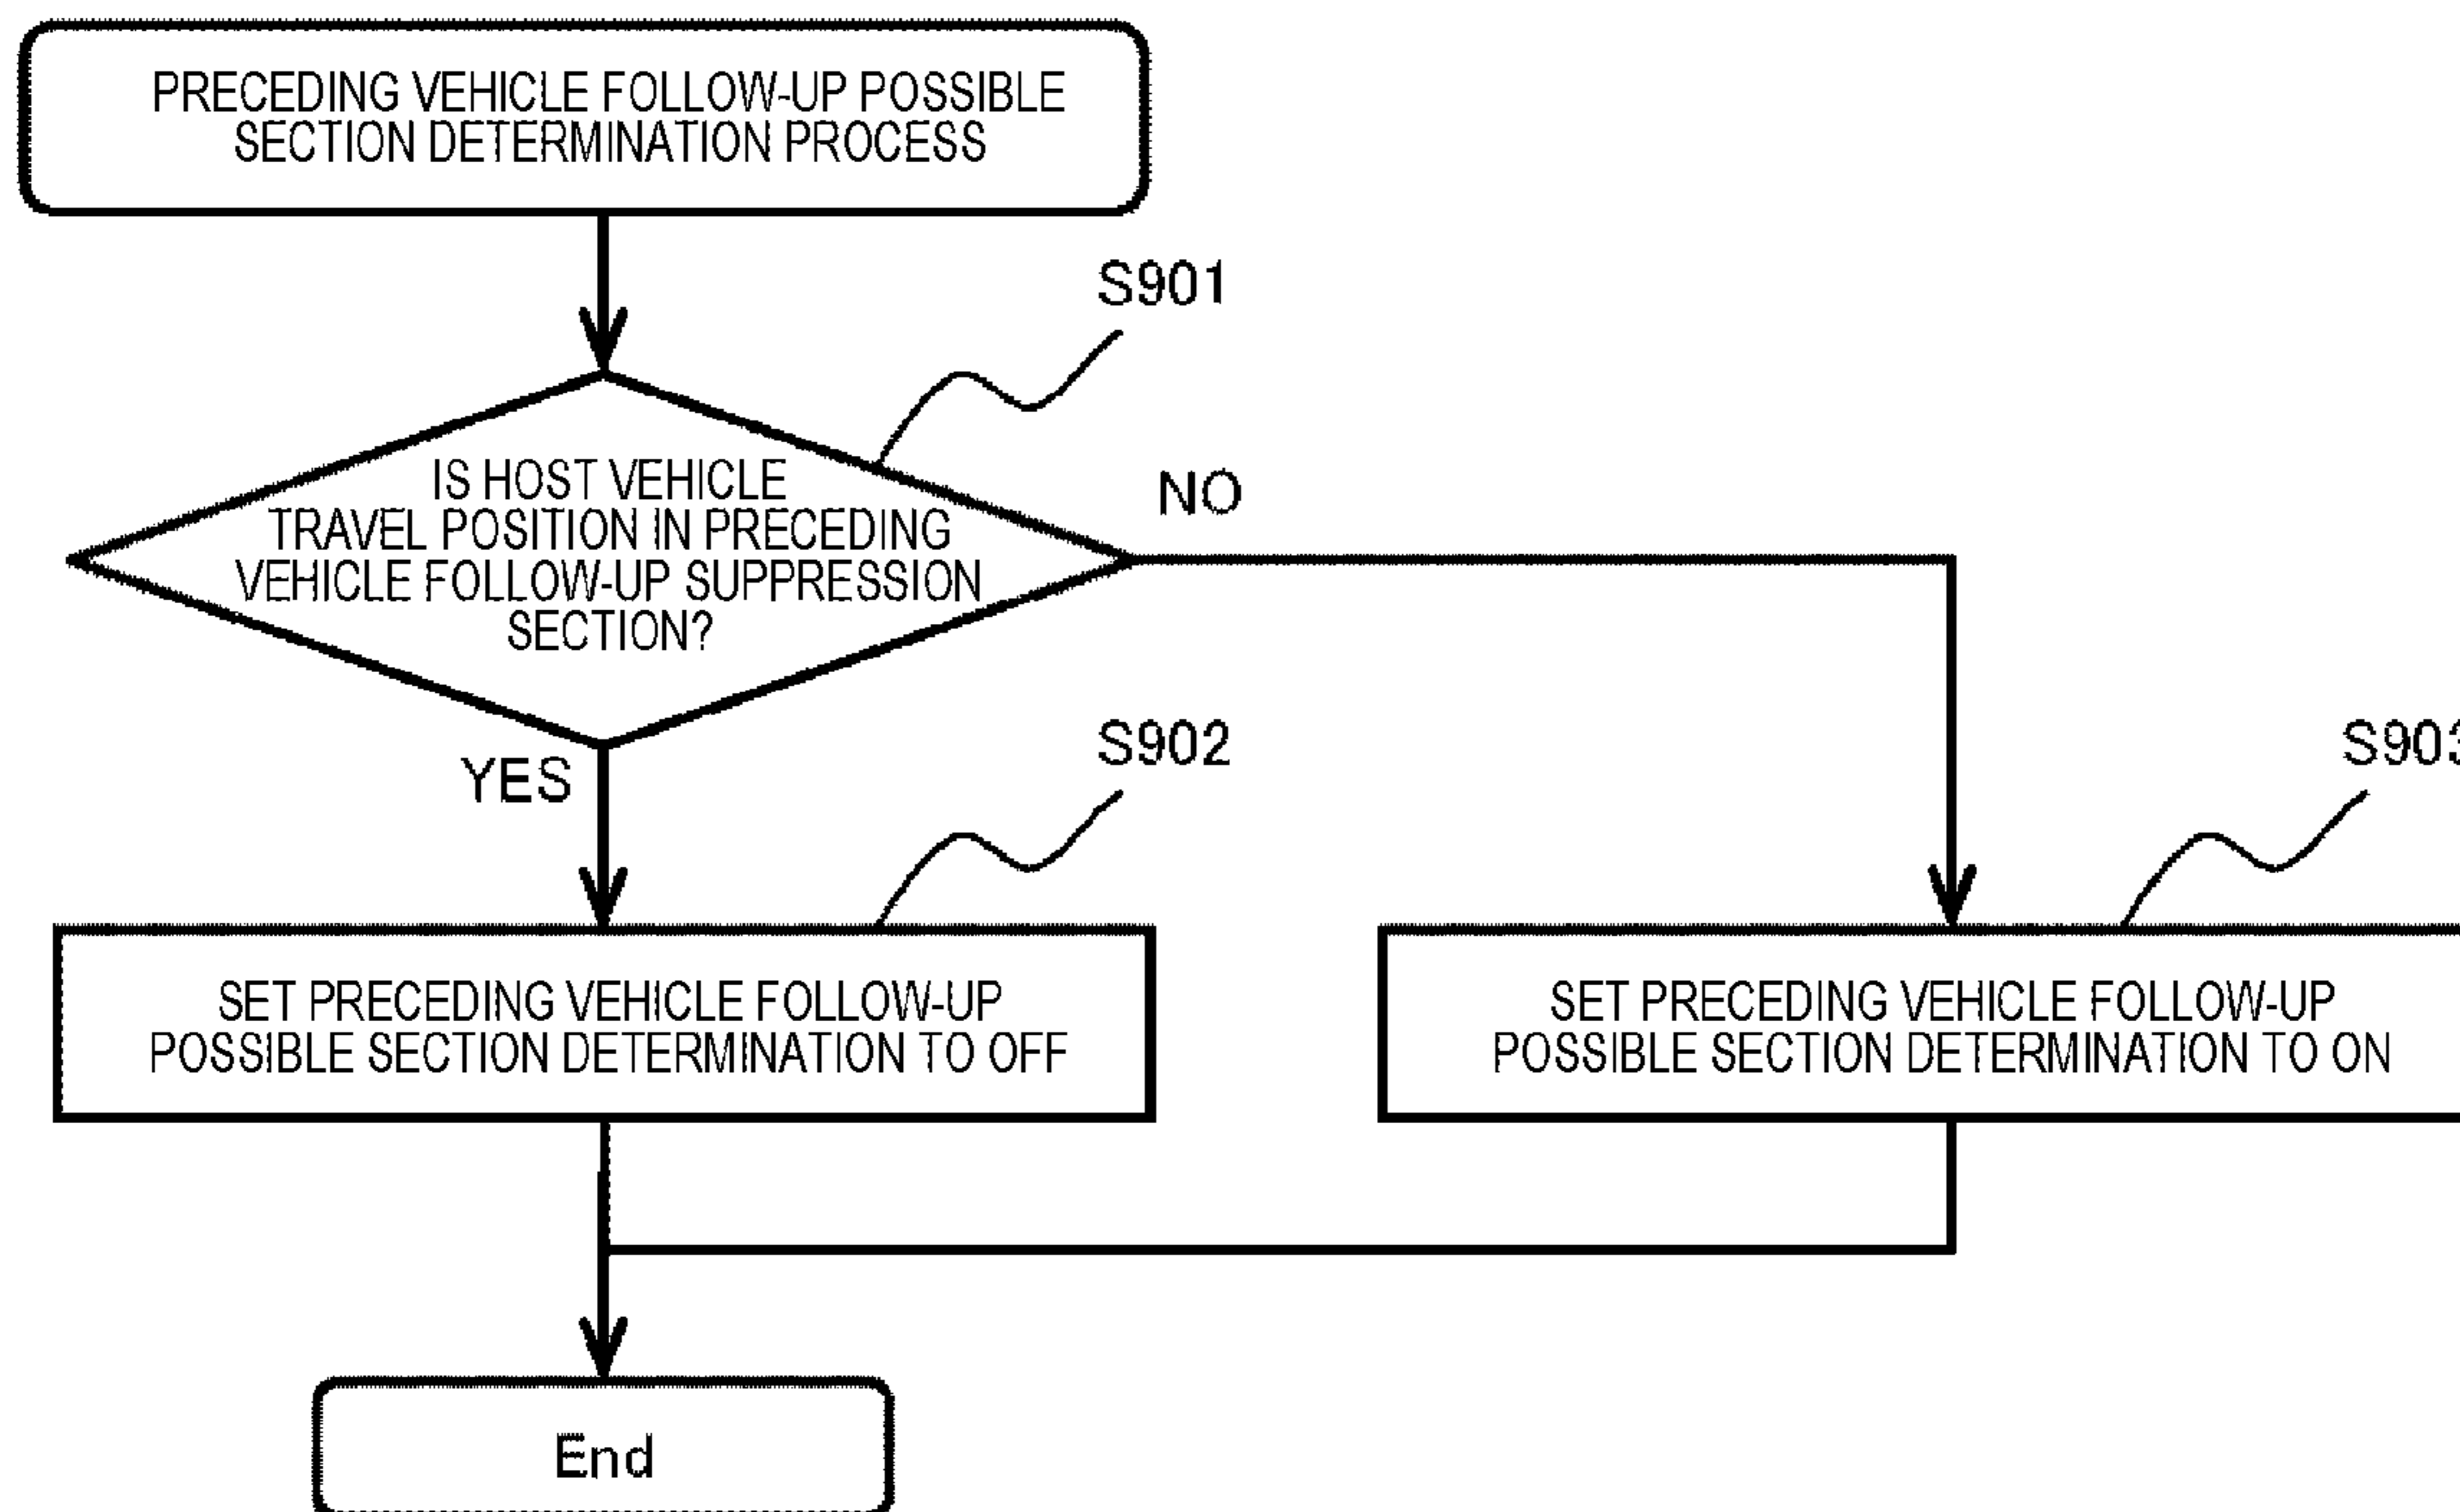 PRECEDING VEHICLE FOLLOW-UP POSSIBLE
SECTION DETERMINATION PROCESS
S901
IS HOST VEHICLE
TRAVEL POSITION IN PRECEDING
VEHICLE FOLLOW-UP SUPPRESSION
SECTION?
NO
YES
S902
S903
SET PRECEDING VEHICLE FOLLOW-UP
POSSIBLE SECTION DETERMINATION TO OFF
SET PRECEDING VEHICLE FOLLOW-UP
POSSIBLE SECTION DETERMINATION TO ON
End